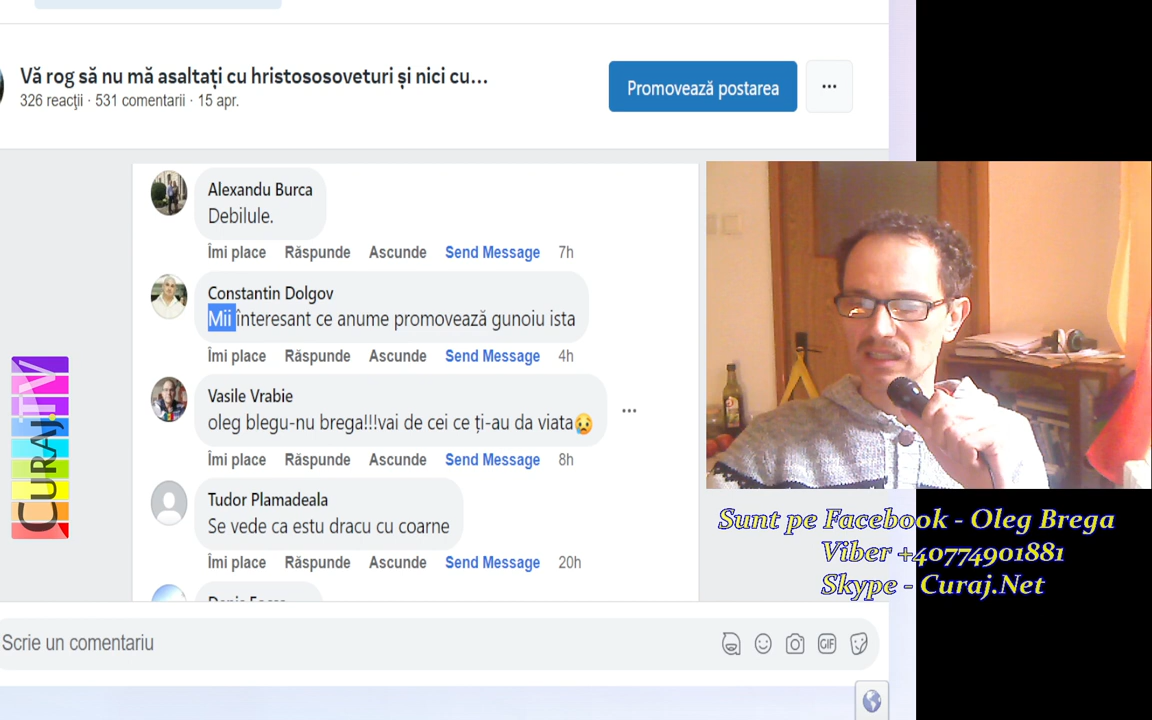 Vă rog să nu mă asaltați cu hristososoveturi și nici cu...
326 reacții · 531 comentarii · 15 apr.
Promovează postarea
Alexandu Burca
Debilule.
Îmi place Răspunde Ascunde Send Message 7h
Constantin Dolgov
Mii înteresant ce anume promovează gunoiu ista
Îmi place Răspunde Ascunde Send Message 4h
Vasile Vrabie
oleg blegu-nu brega!!!vai de cei ce ți-au da viata😥
Îmi place Răspunde Ascunde Send Message 8h
Tudor Plamadeala
Se vede ca estu dracu cu coarne
Îmi place Răspunde Ascunde Send Message 20h
Scrie un comentariu
GIF
CURAJ.TV
Sunt pe Facebook - Oleg Brega
Viber +40774901881
Skype - Curaj.Net